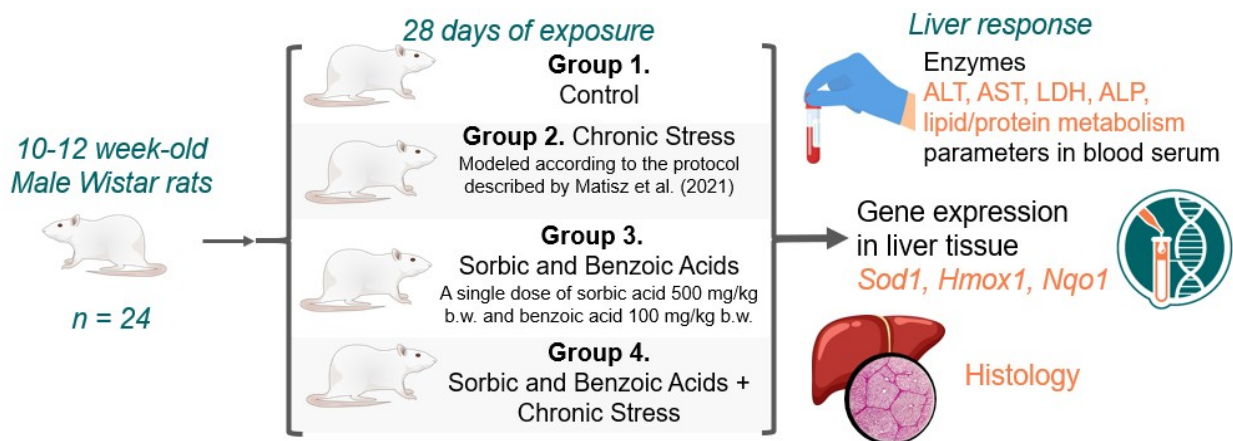 10-12 week-old
Male Wistar rats
n = 24
28 days of exposure
Group 1.
Control
Group 2. Chronic Stress
Modeled according to the protocol
described by Matisz et al. (2021)
Group 3.
Sorbic and Benzoic Acids
A single dose of sorbic acid 500 mg/kg
b.w. and benzoic acid 100 mg/kg b.w.
Group 4.
Sorbic and Benzoic Acids +
Chronic Stress
Liver response
Enzymes
ALT, AST, LDH, ALP,
lipid/protein metabolism
parameters in blood serum
Gene expression
in liver tissue
Sod1, Hmox1, Nqo1
Histology